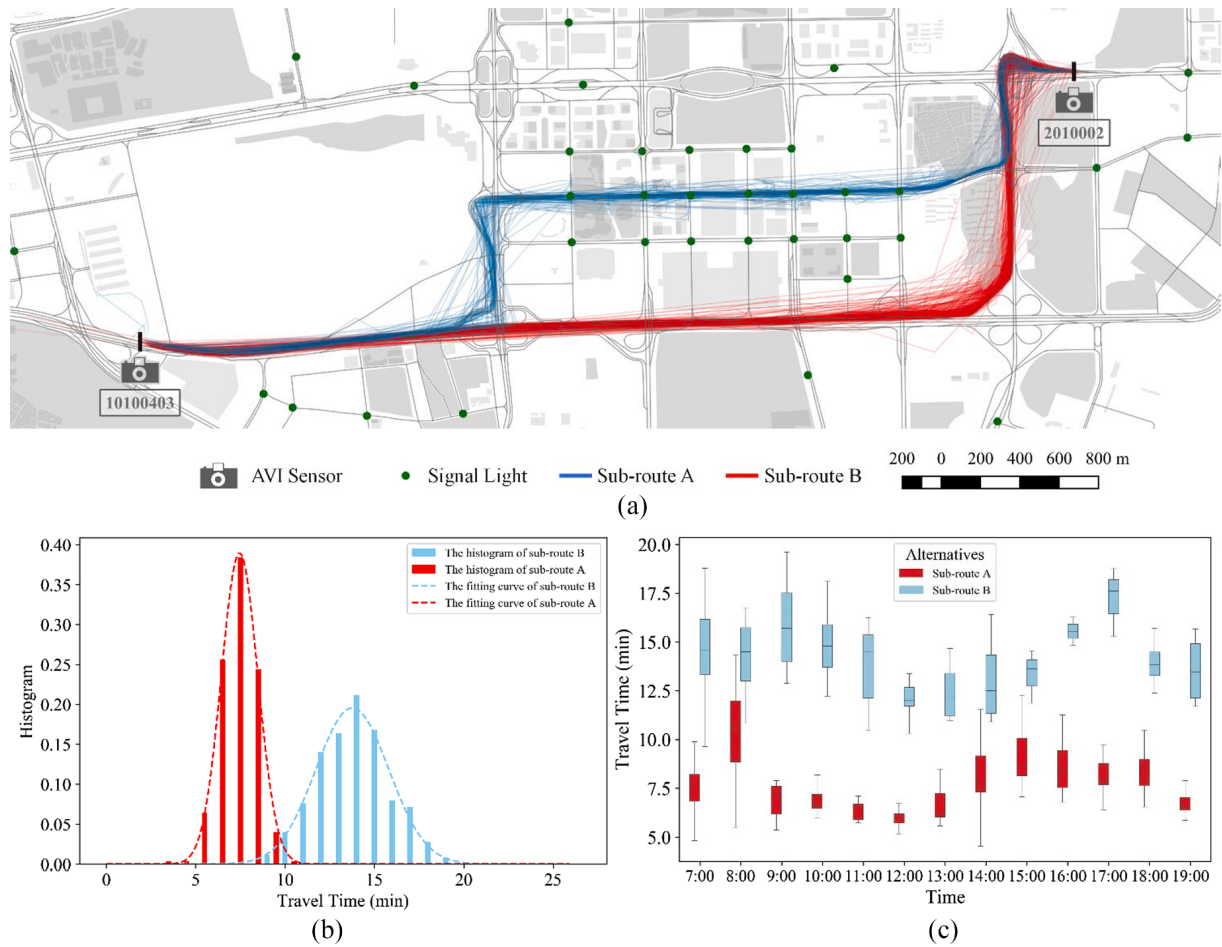 2010002
10100403
AVI Sensor Signal Light Sub-route A Sub-route B 200 0 200 400 600 800 m
(a)
0.40
0.35
0.30
0.25
0.20
0.15
0.10
0.05
0.00
Histogram
The histogram of sub-route B
The histogram of sub-route A
The fitting curve of sub-route B
The fitting curve of sub-route A
0 5 10 15 20 25
Travel Time (min)
(b)
20.0
17.5
15.0
12.5
10.0
7.5
5.0
Travel Time (min)
Alternatives
Sub-route A
Sub-route B
7:00 8:00 9:00 10:00 11:00 12:00 13:00 14:00 15:00 16:00 17:00 18:00 19:00
Time
(c)